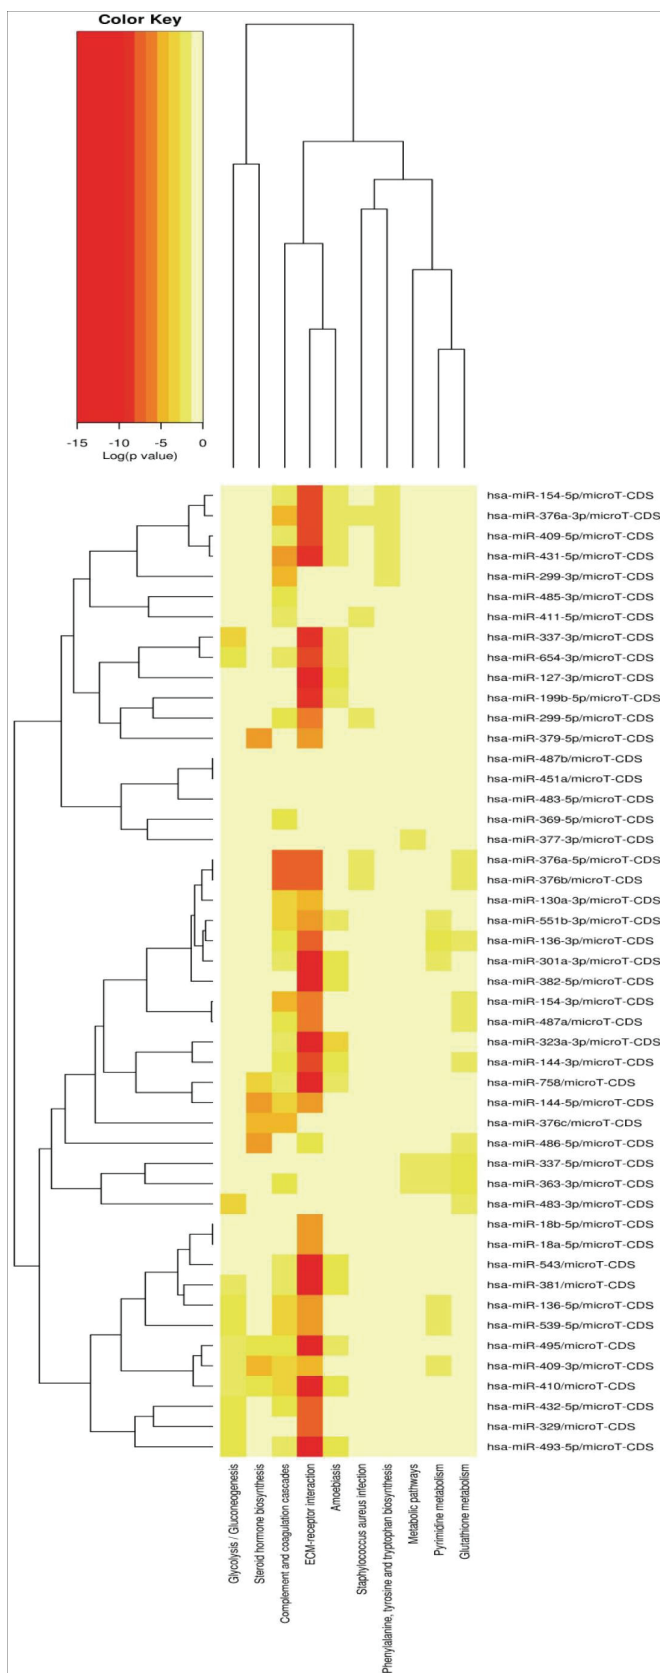 Color Key
-15 -10 -5 0
Log(p value)
hsa-miR-154-5p/microT-CDS
hsa-miR-376a-3p/microT-CDS
hsa-miR-409-5p/microT-CDS
hsa-miR-431-5p/microT-CDS
hsa-miR-299-3p/microT-CDS
hsa-miR-485-3p/microT-CDS
hsa-miR-411-5p/microT-CDS
hsa-miR-337-3p/microT-CDS
hsa-miR-654-3p/microT-CDS
hsa-miR-127-3p/microT-CDS
hsa-miR-199b-5p/microT-CDS
hsa-miR-299-5p/microT-CDS
hsa-miR-379-5p/microT-CDS
hsa-miR-487b/microT-CDS
hsa-miR-451a/microT-CDS
hsa-miR-483-5p/microT-CDS
hsa-miR-369-5p/microT-CDS
hsa-miR-377-3p/microT-CDS
hsa-miR-376a-5p/microT-CDS
hsa-miR-376b/microT-CDS
hsa-miR-130a-3p/microT-CDS
hsa-miR-551b-3p/microT-CDS
hsa-miR-136-3p/microT-CDS
hsa-miR-301a-3p/microT-CDS
hsa-miR-382-5p/microT-CDS
hsa-miR-154-3p/microT-CDS
hsa-miR-487a/microT-CDS
hsa-miR-323a-3p/microT-CDS
hsa-miR-144-3p/microT-CDS
hsa-miR-758/microT-CDS
hsa-miR-144-5p/microT-CDS
hsa-miR-376c/microT-CDS
hsa-miR-486-5p/microT-CDS
hsa-miR-337-5p/microT-CDS
hsa-miR-363-3p/microT-CDS
hsa-miR-483-3p/microT-CDS
hsa-miR-18b-5p/microT-CDS
hsa-miR-18a-5p/microT-CDS
hsa-miR-543/microT-CDS
hsa-miR-381/microT-CDS
hsa-miR-136-5p/microT-CDS
hsa-miR-539-5p/microT-CDS
hsa-miR-495/microT-CDS
hsa-miR-409-3p/microT-CDS
hsa-miR-410/microT-CDS
hsa-miR-432-5p/microT-CDS
hsa-miR-329/microT-CDS
hsa-miR-493-5p/microT-CDS
Glycolysis / Gluconeogenesis
Steroid hormone biosynthesis
Complement and coagulation cascades
ECM-receptor interaction
Amoebiasis
Staphylococcus aureus infection
Phenylalanine, tyrosine and tryptophan biosynthesis
Metabolic pathways
Pyrimidine metabolism
Glutathione metabolism